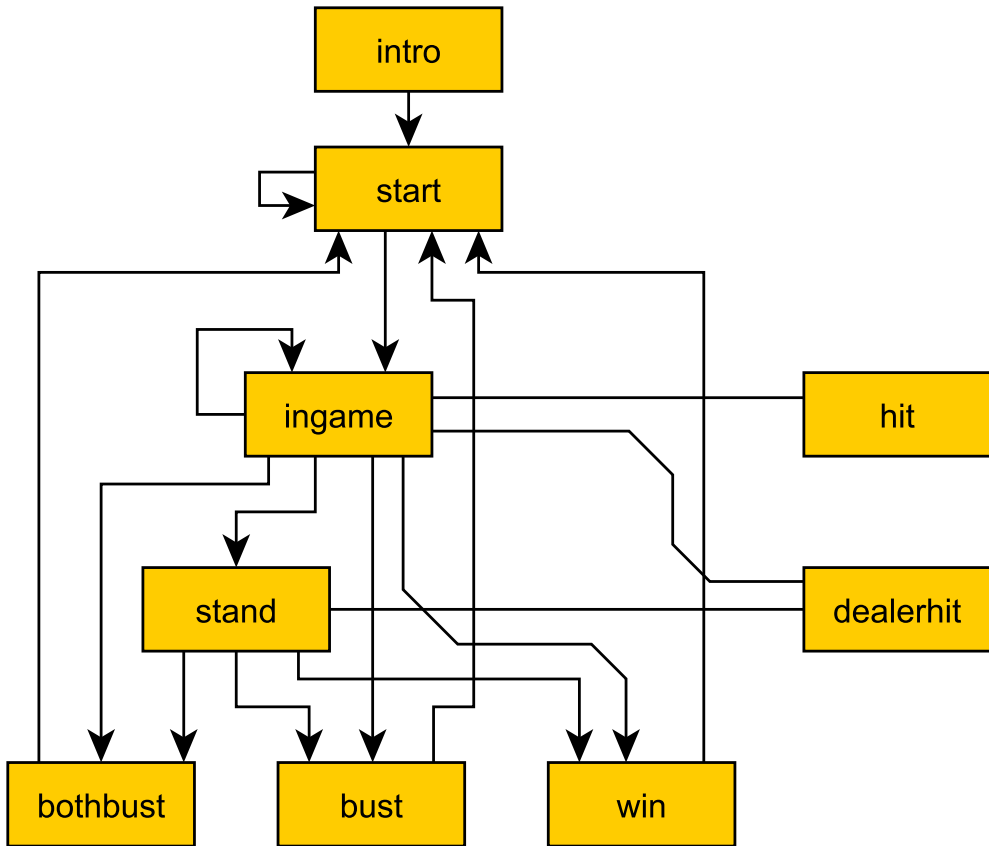 intro
start
ingame
hit
stand
dealerhit
bothbust
bust
win